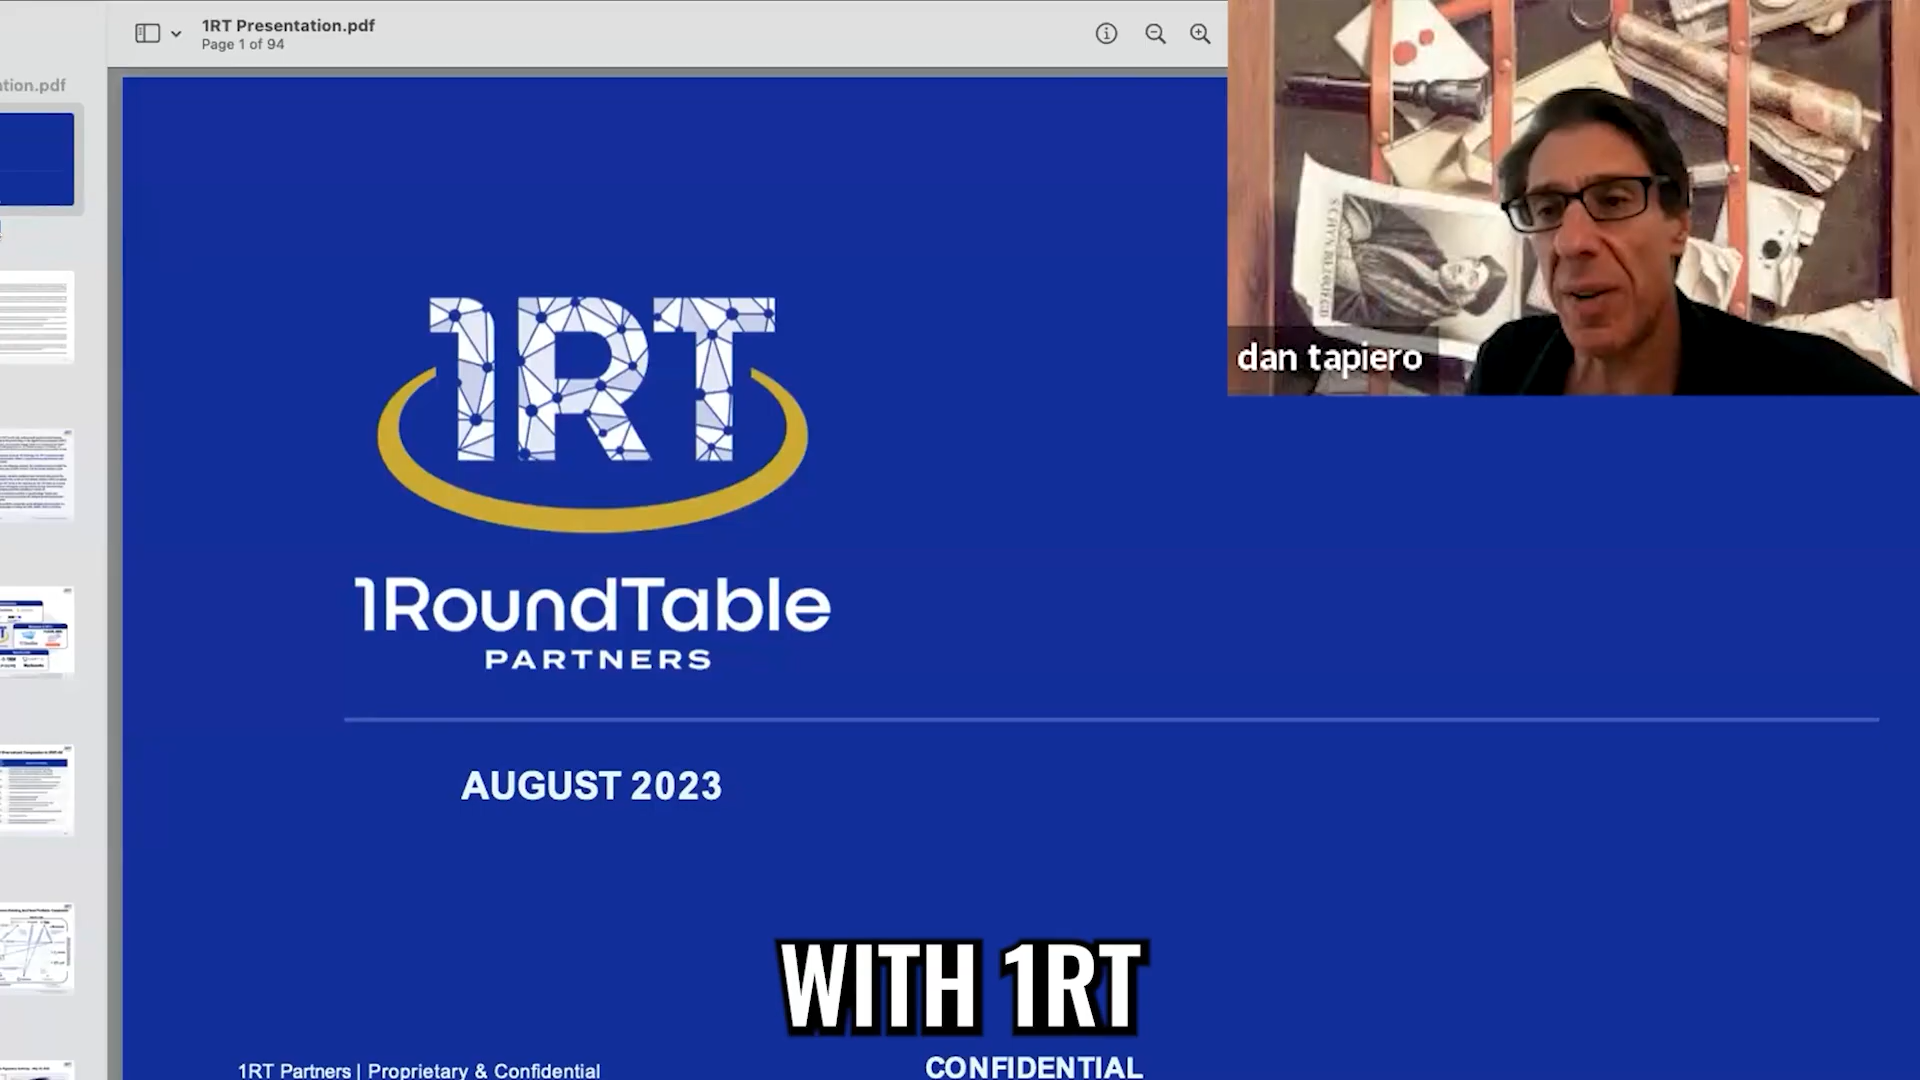 1RT Presentation.pdf
Page 1 of 94
tion.pdf
1RT
1RoundTable
PARTNERS
AUGUST 2023
dan tapiero
WITH 1RT
1RT Partners | Proprietary & Confidential
CONFIDENTIAL